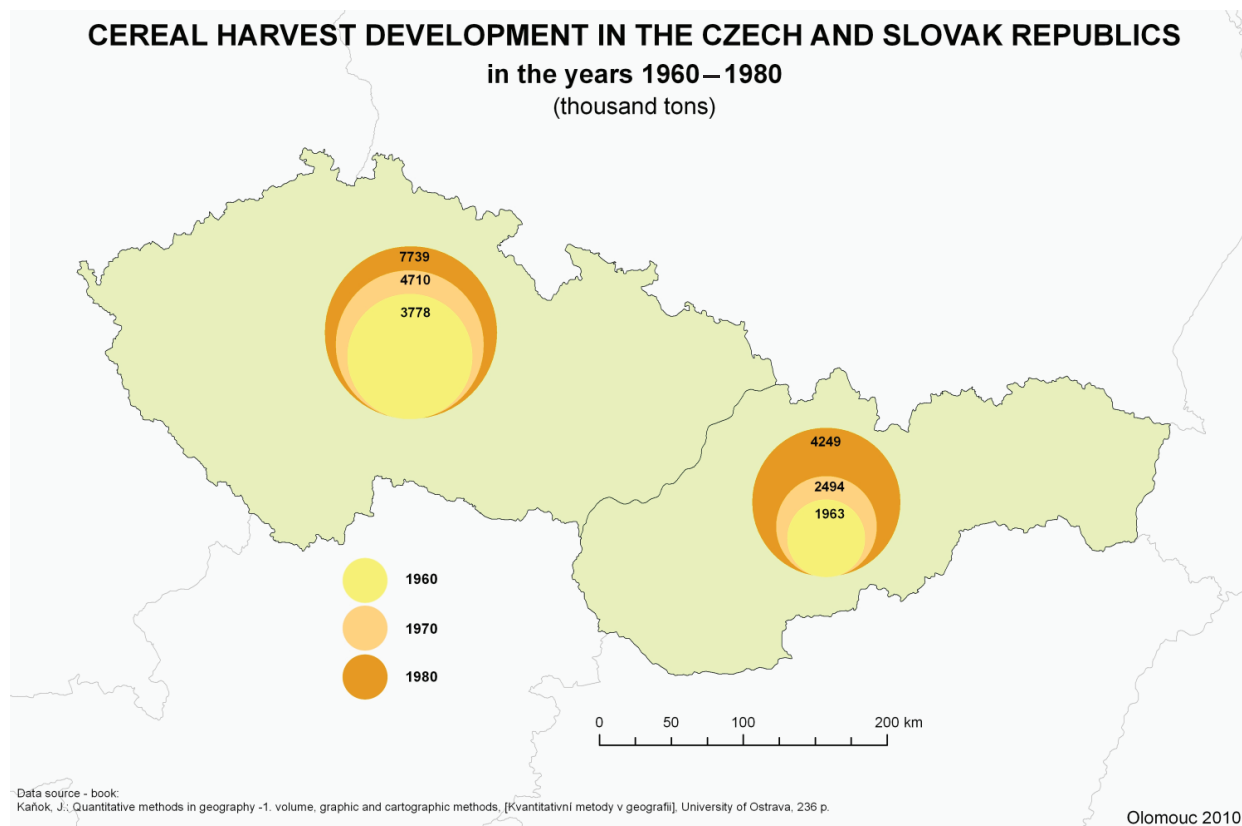 CEREAL HARVEST DEVELOPMENT IN THE CZECH AND SLOVAK REPUBLICS
in the years 1960–1980
(thousand tons)
7739
4710
3778
4249
2494
1963
1960
1970
1980
0 50 100 200 km
Data source - book:
Kaňok, J.: Quantitative methods in geography -1. volume, graphic and cartographic methods, [Kvantitativní metody v geografii], University of Ostrava, 236 p.
Olomouc 2010